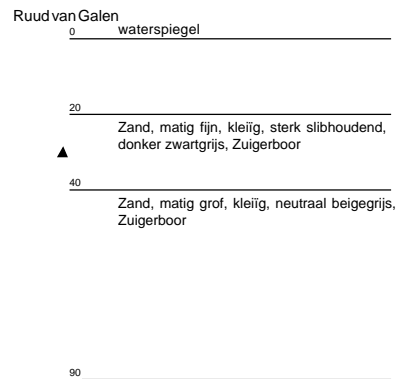 Ruud van Galen
0 waterspiegel
20
Zand, matig fijn, kleiïg, sterk slibhoudend,
donker zwartgrijs, Zuigerboor
40
Zand, matig grof, kleiïg, neutraal beigegrijs,
Zuigerboor
90